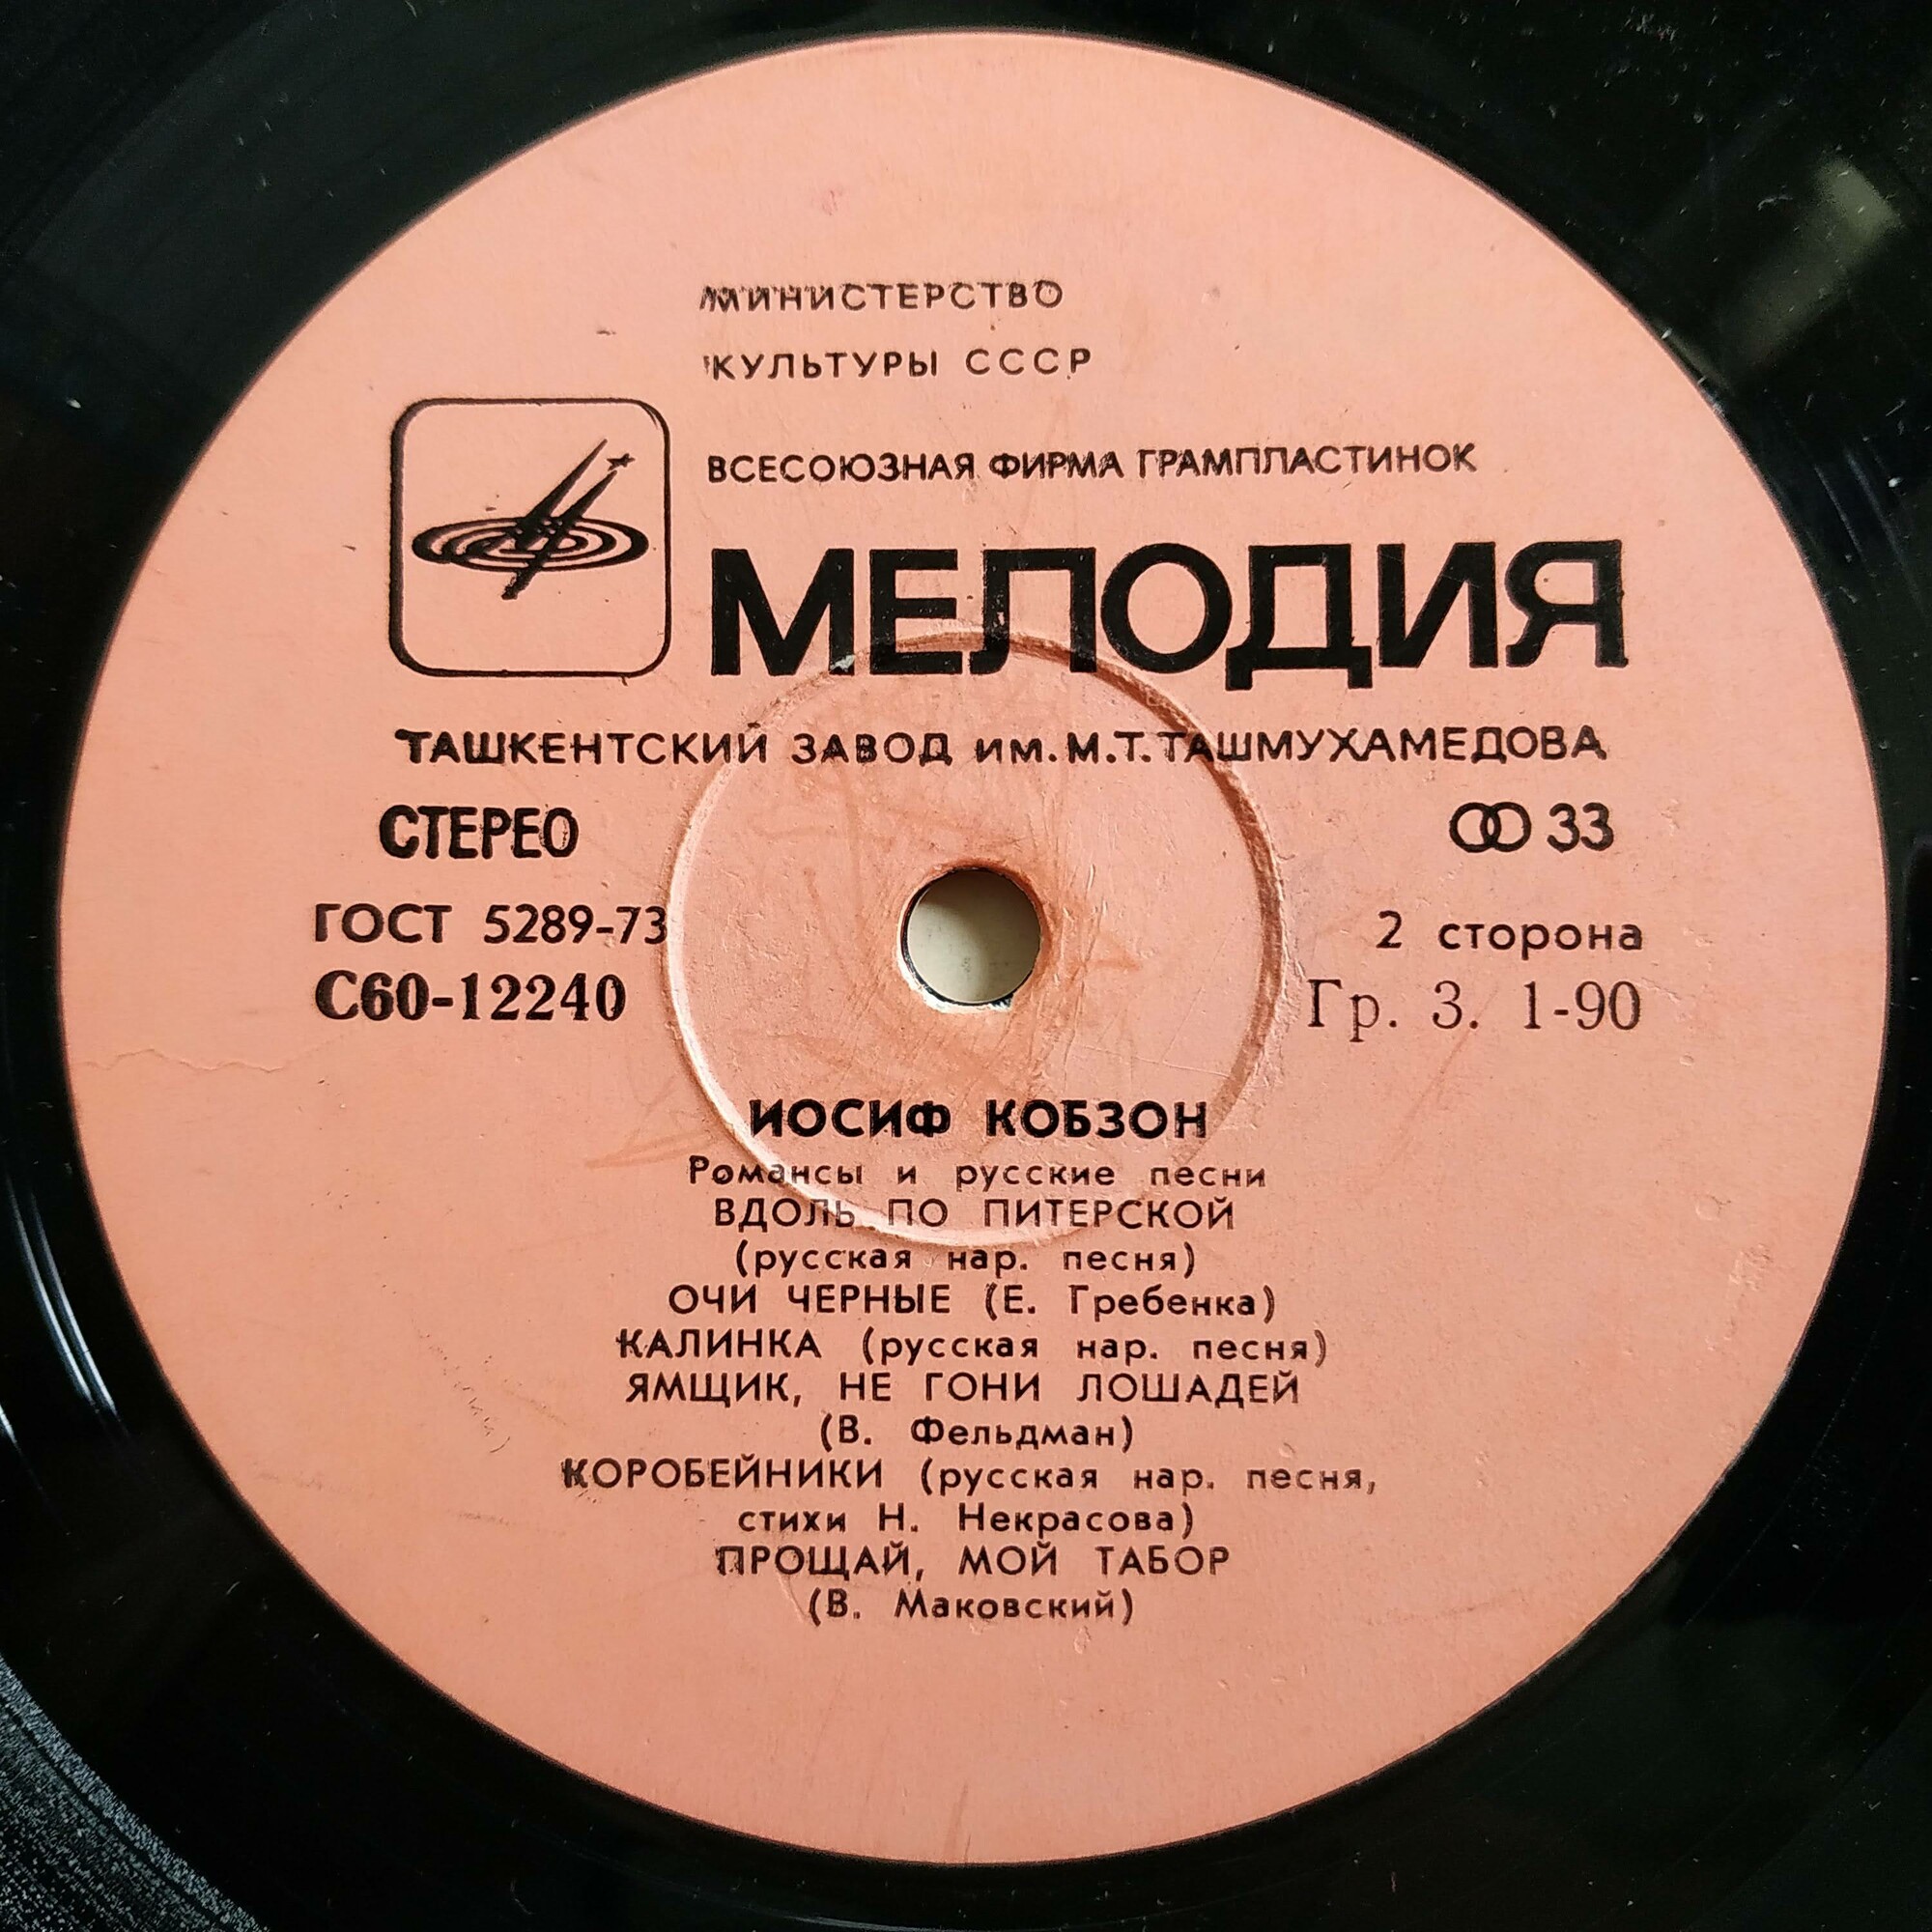 МИНИСТЕРСТВО
КУЛЬТУРЫ СССР
ВСЕСОЮЗНАЯ ФИРМА ГРАМПЛАСТИНОК
МЕЛОДИЯ
ТАШКЕНТСКИЙ ЗАВОД им. М.Т.ТАШМУХАМЕДОВА
СТЕРЕО
33
ГОСТ 5289-73
2 сторона
С60-12240
Гр. 3. 1-90
ИОСИФ КОБЗОН
Романсы и русские песни
ВДОЛЬ ПО ПИТЕРСКОЙ
(русская нар. песня)
ОЧИ ЧЕРНЫЕ (Е. Гребенка)
КАЛИНКА (русская нар. песня)
ЯМЩИК, НЕ ГОНИ ЛОШАДЕЙ
(В. Фельдман)
КОРОБЕЙНИКИ (русская нар. песня,
стихи Н. Некрасова)
ПРОЩАЙ, МОЙ ТАБОР
(В. Маковский)